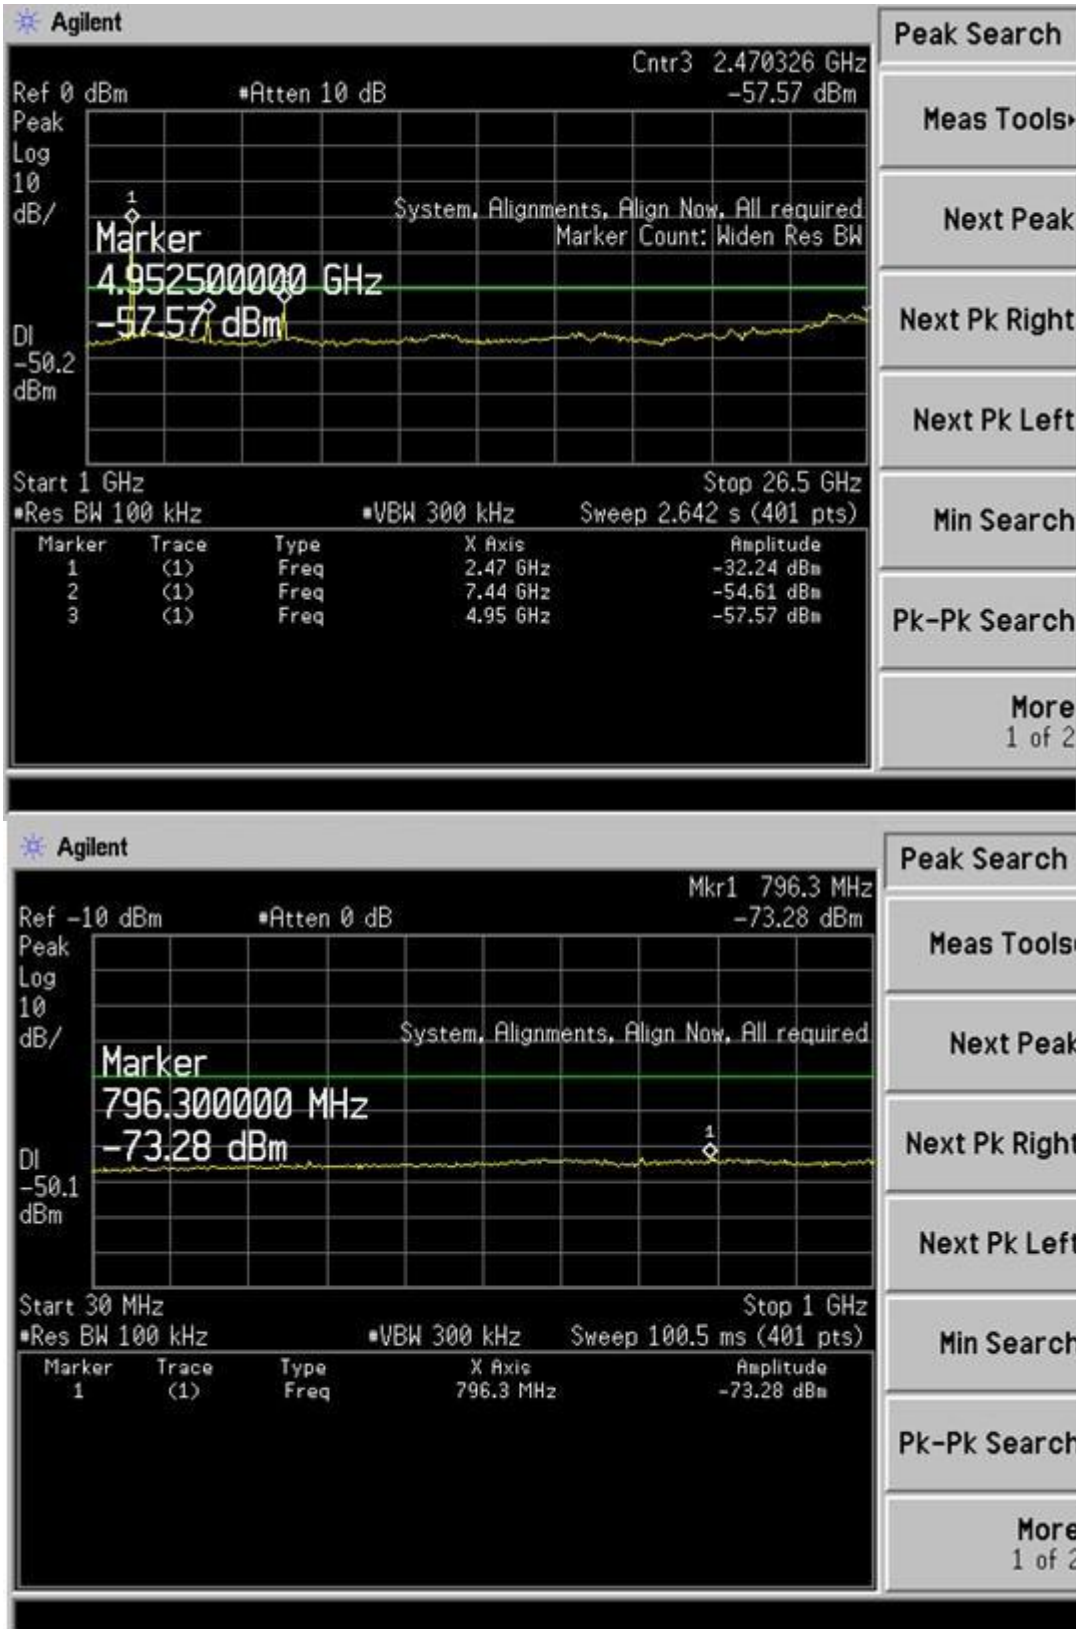 Agilent
Peak Search
Cntr3 2.470326 GHz
Ref 0 dBm #Atten 10 dB -57.57 dBm
Peak
Log
10
dB/
1
System, Alignments, Align Now, All required
Marker Count: Widen Res BW
Marker
4.952500000 GHz
-57.57 dBm
DI
-50.2
dBm
Start 1 GHz Stop 26.5 GHz
#Res BW 100 kHz #VBW 300 kHz Sweep 2.642 s (401 pts)
Marker Trace Type X Axis Amplitude
1 (1) Freq 2.47 GHz -32.24 dBm
2 (1) Freq 7.44 GHz -54.61 dBm
3 (1) Freq 4.95 GHz -57.57 dBm
Meas Tools
Next Peak
Next Pk Right
Next Pk Left
Min Search
Pk-Pk Search
More
1 of 2
Agilent
Peak Search
Mkr1 796.3 MHz
Ref -10 dBm #Atten 0 dB -73.28 dBm
Peak
Log
10
dB/
System, Alignments, Align Now, All required
Marker
796.300000 MHz
-73.28 dBm
1
DI
-50.1
dBm
Start 30 MHz Stop 1 GHz
#Res BW 100 kHz #VBW 300 kHz Sweep 100.5 ms (401 pts)
Marker Trace Type X Axis Amplitude
1 (1) Freq 796.3 MHz -73.28 dBm
Meas Tools
Next Peak
Next Pk Right
Next Pk Left
Min Search
Pk-Pk Search
More
1 of 2